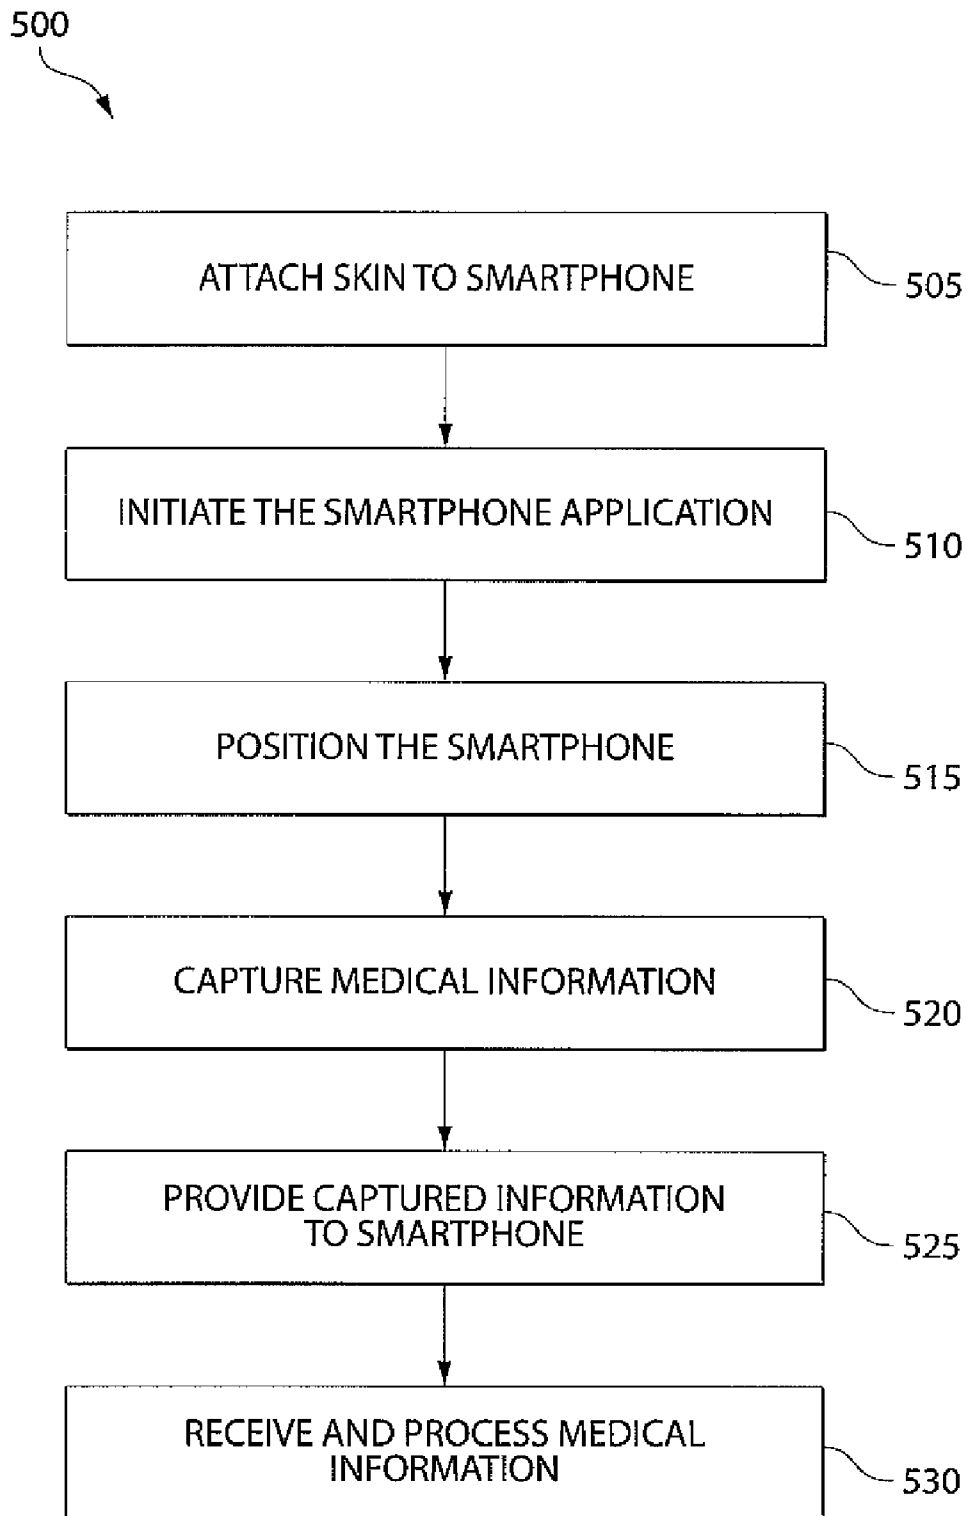 500
ATTACH SKIN TO SMARTPHONE
505
INITIATE THE SMARTPHONE APPLICATION
510
POSITION THE SMARTPHONE
515
CAPTURE MEDICAL INFORMATION
520
PROVIDE CAPTURED INFORMATION
TO SMARTPHONE
525
RECEIVE AND PROCESS MEDICAL
INFORMATION
530